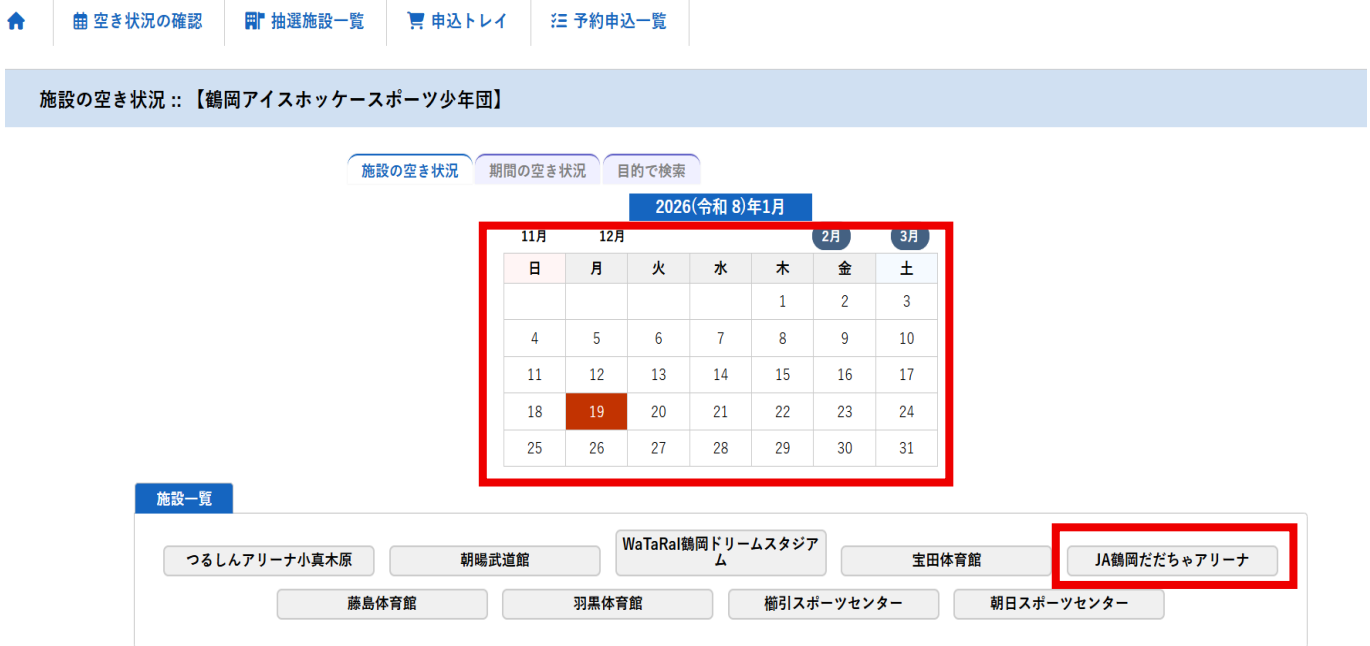 空き状況の確認 抽選施設一覧 申込トレイ 予約申込一覧
施設の空き状況 :: 【鶴岡アイスホッケースポーツ少年団】
施設の空き状況 期間の空き状況 目的で検索
2026(令和 8)年1月
11月 12月 2月 3月
日 月 火 水 木 金 土
1 2 3
4 5 6 7 8 9 10
11 12 13 14 15 16 17
18 19 20 21 22 23 24
25 26 27 28 29 30 31
施設一覧
つるしんアリーナ小真木原 朝暘武道館 WaTaRaI鶴岡ドリームスタジア
ム 宝田体育館 JA鶴岡だだちゃアリーナ
藤島体育館 羽黒体育館 櫛引スポーツセンター 朝日スポーツセンター